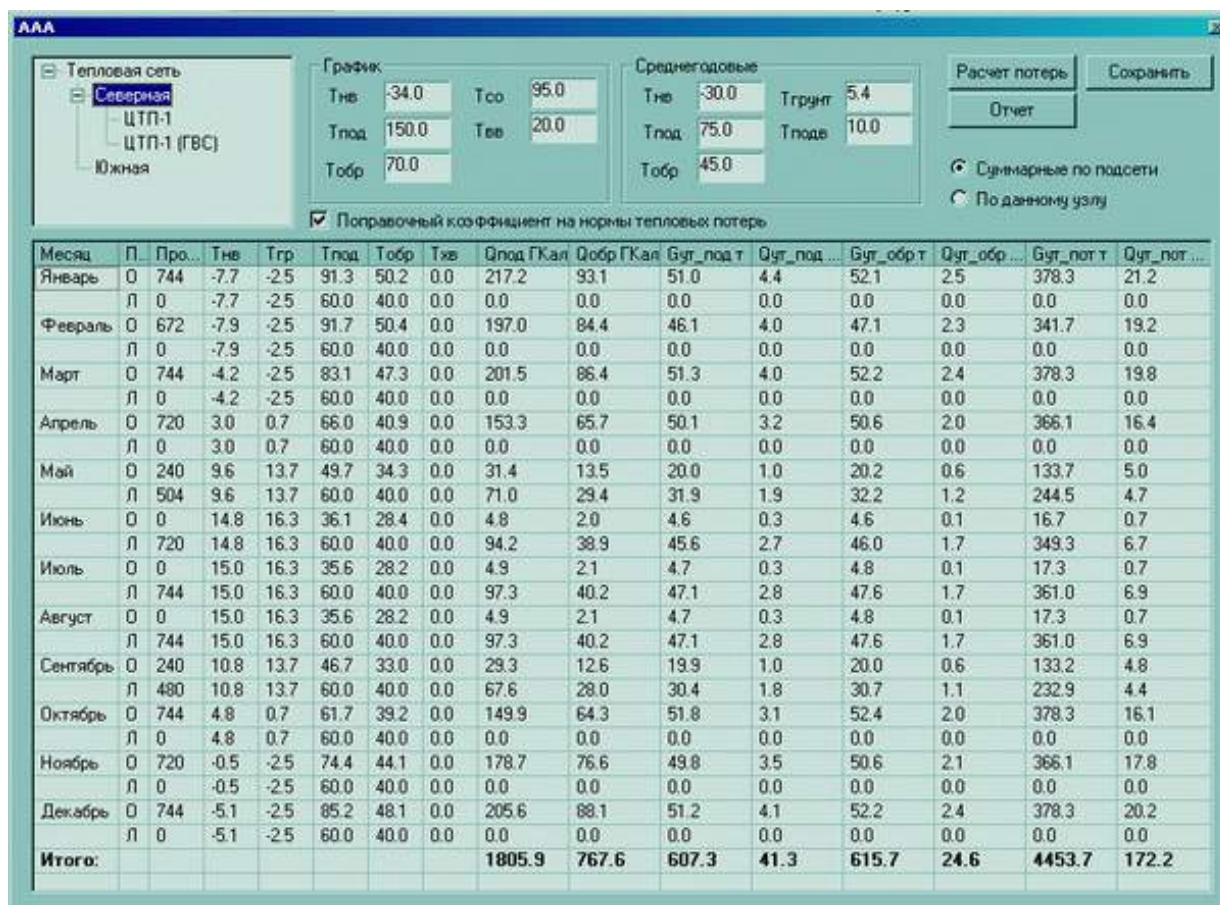 AAA
Тепловая сеть
Северная
ЦТП-1
ЦТП-1 (ГВС)
Южная
График
Тнв -34.0 Тсо 95.0
Тпод 150.0 Твв 20.0
Тобр 70.0
Среднегодовые
Тнв -30.0 Тгрунт 5.4
Тпод 75.0 Тподв 10.0
Тобр 45.0
Расчет потерь Сохранить
Отчет
Суммарные по подсети
По данному узлу
Поправочный коэффициент на нормы тепловых потерь
Месяц П... Про... Тнв Тгр Тпод Тобр Тхв Qпод ГКал Qобр ГКал Gут_под т Qут_под ... Gут_обр т Qут_обр ... Gут_пот т Qут_пот ...
Январь О 744 -7.7 -2.5 91.3 50.2 0.0 217.2 93.1 51.0 4.4 52.1 2.5 378.3 21.2
Л 0 -7.7 -2.5 60.0 40.0 0.0 0.0 0.0 0.0 0.0 0.0 0.0 0.0 0.0
Февраль О 672 -7.9 -2.5 91.7 50.4 0.0 197.0 84.4 46.1 4.0 47.1 2.3 341.7 19.2
Л 0 -7.9 -2.5 60.0 40.0 0.0 0.0 0.0 0.0 0.0 0.0 0.0 0.0 0.0
Март О 744 -4.2 -2.5 83.1 47.3 0.0 201.5 86.4 51.3 4.0 52.2 2.4 378.3 19.8
Л 0 -4.2 -2.5 60.0 40.0 0.0 0.0 0.0 0.0 0.0 0.0 0.0 0.0 0.0
Апрель О 720 3.0 0.7 66.0 40.9 0.0 153.3 65.7 50.1 3.2 50.6 2.0 366.1 16.4
Л 0 3.0 0.7 60.0 40.0 0.0 0.0 0.0 0.0 0.0 0.0 0.0 0.0 0.0
Май О 240 9.6 13.7 49.7 34.3 0.0 31.4 13.5 20.0 1.0 20.2 0.6 133.7 5.0
Л 504 9.6 13.7 60.0 40.0 0.0 71.0 29.4 31.9 1.9 32.2 1.2 244.5 4.7
Июнь О 0 14.8 16.3 36.1 28.4 0.0 4.8 2.0 4.6 0.3 4.6 0.1 16.7 0.7
Л 720 14.8 16.3 60.0 40.0 0.0 94.2 38.9 45.6 2.7 46.0 1.7 349.3 6.7
Июль О 0 15.0 16.3 35.6 28.2 0.0 4.9 2.1 4.7 0.3 4.8 0.1 17.3 0.7
Л 744 15.0 16.3 60.0 40.0 0.0 97.3 40.2 47.1 2.8 47.6 1.7 361.0 6.9
Август О 0 15.0 16.3 35.6 28.2 0.0 4.9 2.1 4.7 0.3 4.8 0.1 17.3 0.7
Л 744 15.0 16.3 60.0 40.0 0.0 97.3 40.2 47.1 2.8 47.6 1.7 361.0 6.9
Сентябрь О 240 10.8 13.7 46.7 33.0 0.0 29.3 12.6 19.9 1.0 20.0 0.6 133.2 4.8
Л 480 10.8 13.7 60.0 40.0 0.0 67.6 28.0 30.4 1.8 30.7 1.1 232.9 4.4
Октябрь О 744 4.8 0.7 61.7 39.2 0.0 149.9 64.3 51.8 3.1 52.4 2.0 378.3 16.1
Л 0 4.8 0.7 60.0 40.0 0.0 0.0 0.0 0.0 0.0 0.0 0.0 0.0 0.0
Ноябрь О 720 -0.5 -2.5 74.4 44.1 0.0 178.7 76.6 49.8 3.5 50.6 2.1 366.1 17.8
Л 0 -0.5 -2.5 60.0 40.0 0.0 0.0 0.0 0.0 0.0 0.0 0.0 0.0 0.0
Декабрь О 744 -5.1 -2.5 85.2 48.1 0.0 205.6 88.1 51.2 4.1 52.2 2.4 378.3 20.2
Л 0 -5.1 -2.5 60.0 40.0 0.0 0.0 0.0 0.0 0.0 0.0 0.0 0.0 0.0
Итого: 1805.9 767.6 607.3 41.3 615.7 24.6 4453.7 172.2